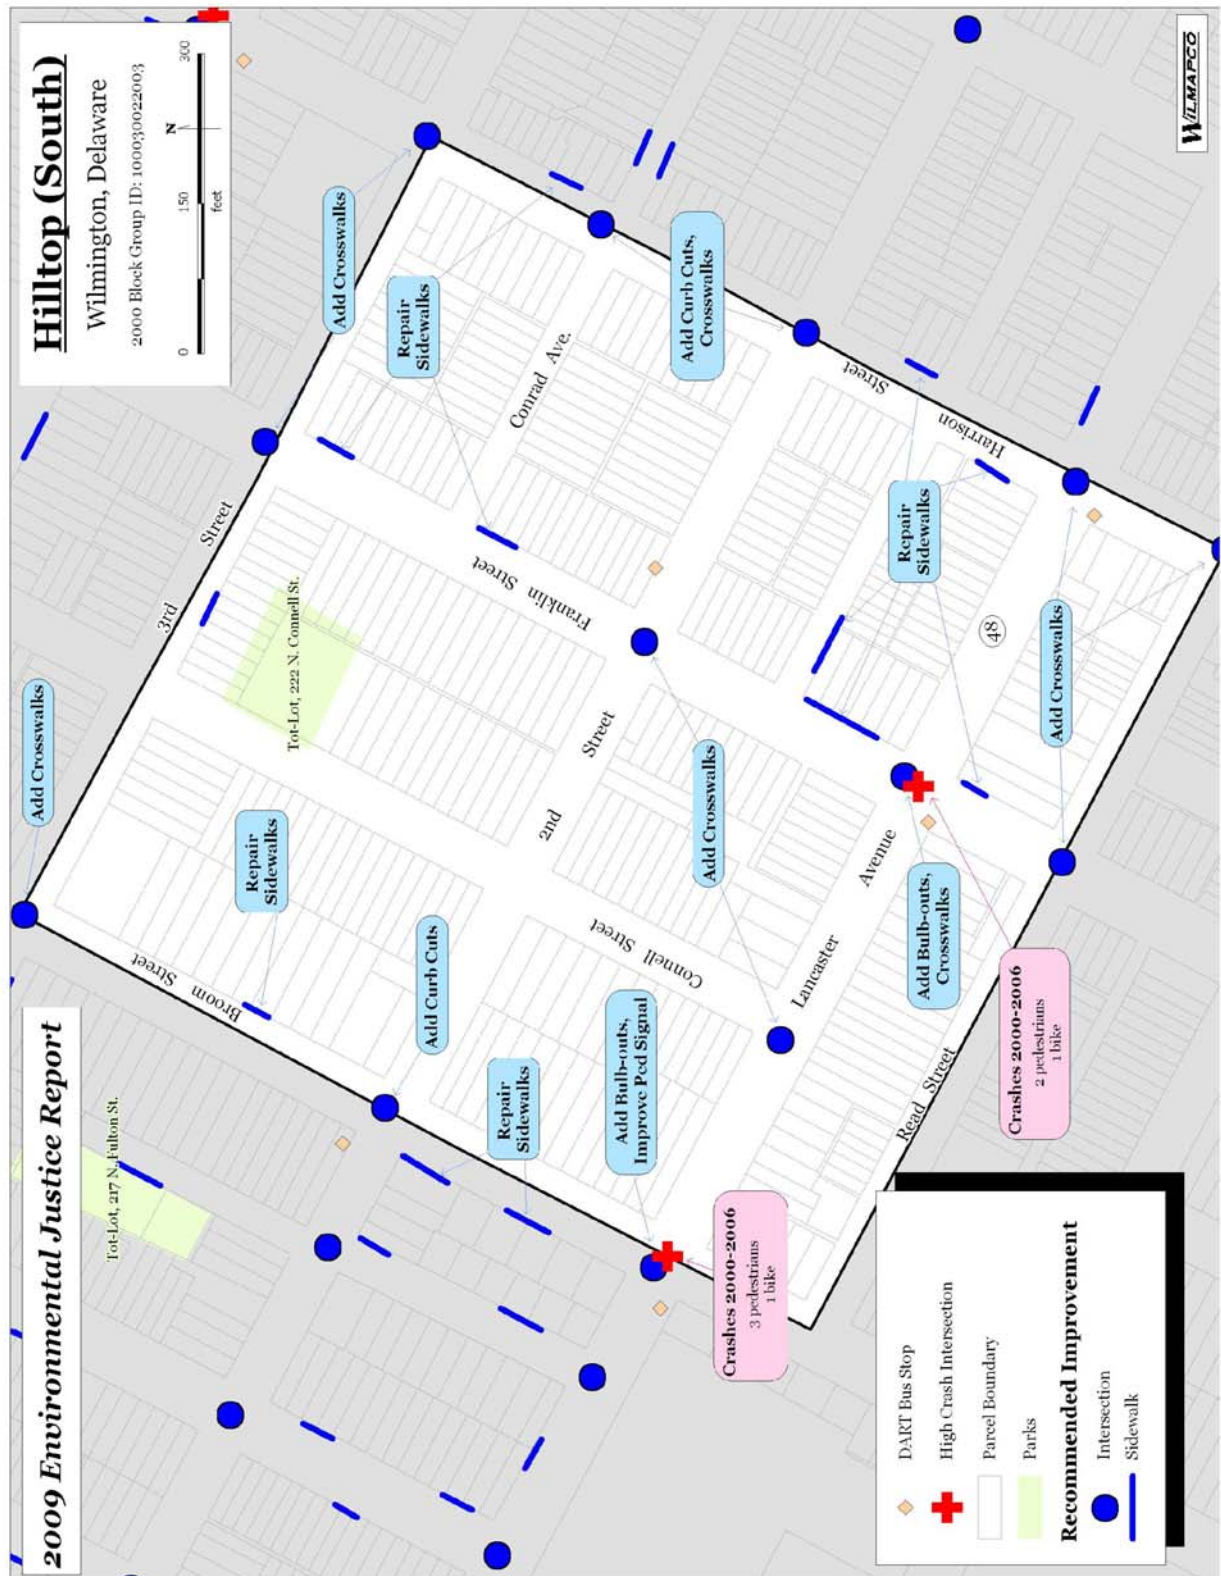 2009 Environmental Justice Report
Hilltop (South)
Wilmington, Delaware
2000 Block Group ID: 100030022003
0
150
300
feet
N
Add Crosswalks
3rd
Street
Add Crosswalks
Tot-Lot, 217 N. Fulton St.
Broom
Street
Repair
Sidewalks
Tot-Lot, 222 N. Connell St.
Repair
Sidewalks
Add Curb Cuts
Franklin Street
Conrad Ave.
Repair
Sidewalks
2nd
Street
Connell Street
Add Curb Cuts,
Crosswalks
Add Bulb-outs,
Improve Ped Signal
Add Crosswalks
Crashes 2000-2006
3 pedestrians
1 bike
Lancaster
Avenue
Street
Harrison
Repair
Sidewalks
Add Bulb-outs,
Crosswalks
Read Street
48
Crashes 2000-2006
2 pedestrians
1 bike
Add Crosswalks
DART Bus Stop
High Crash Intersection
Parcel Boundary
Parks
Recommended Improvement
Intersection
Sidewalk
WILMAPCO